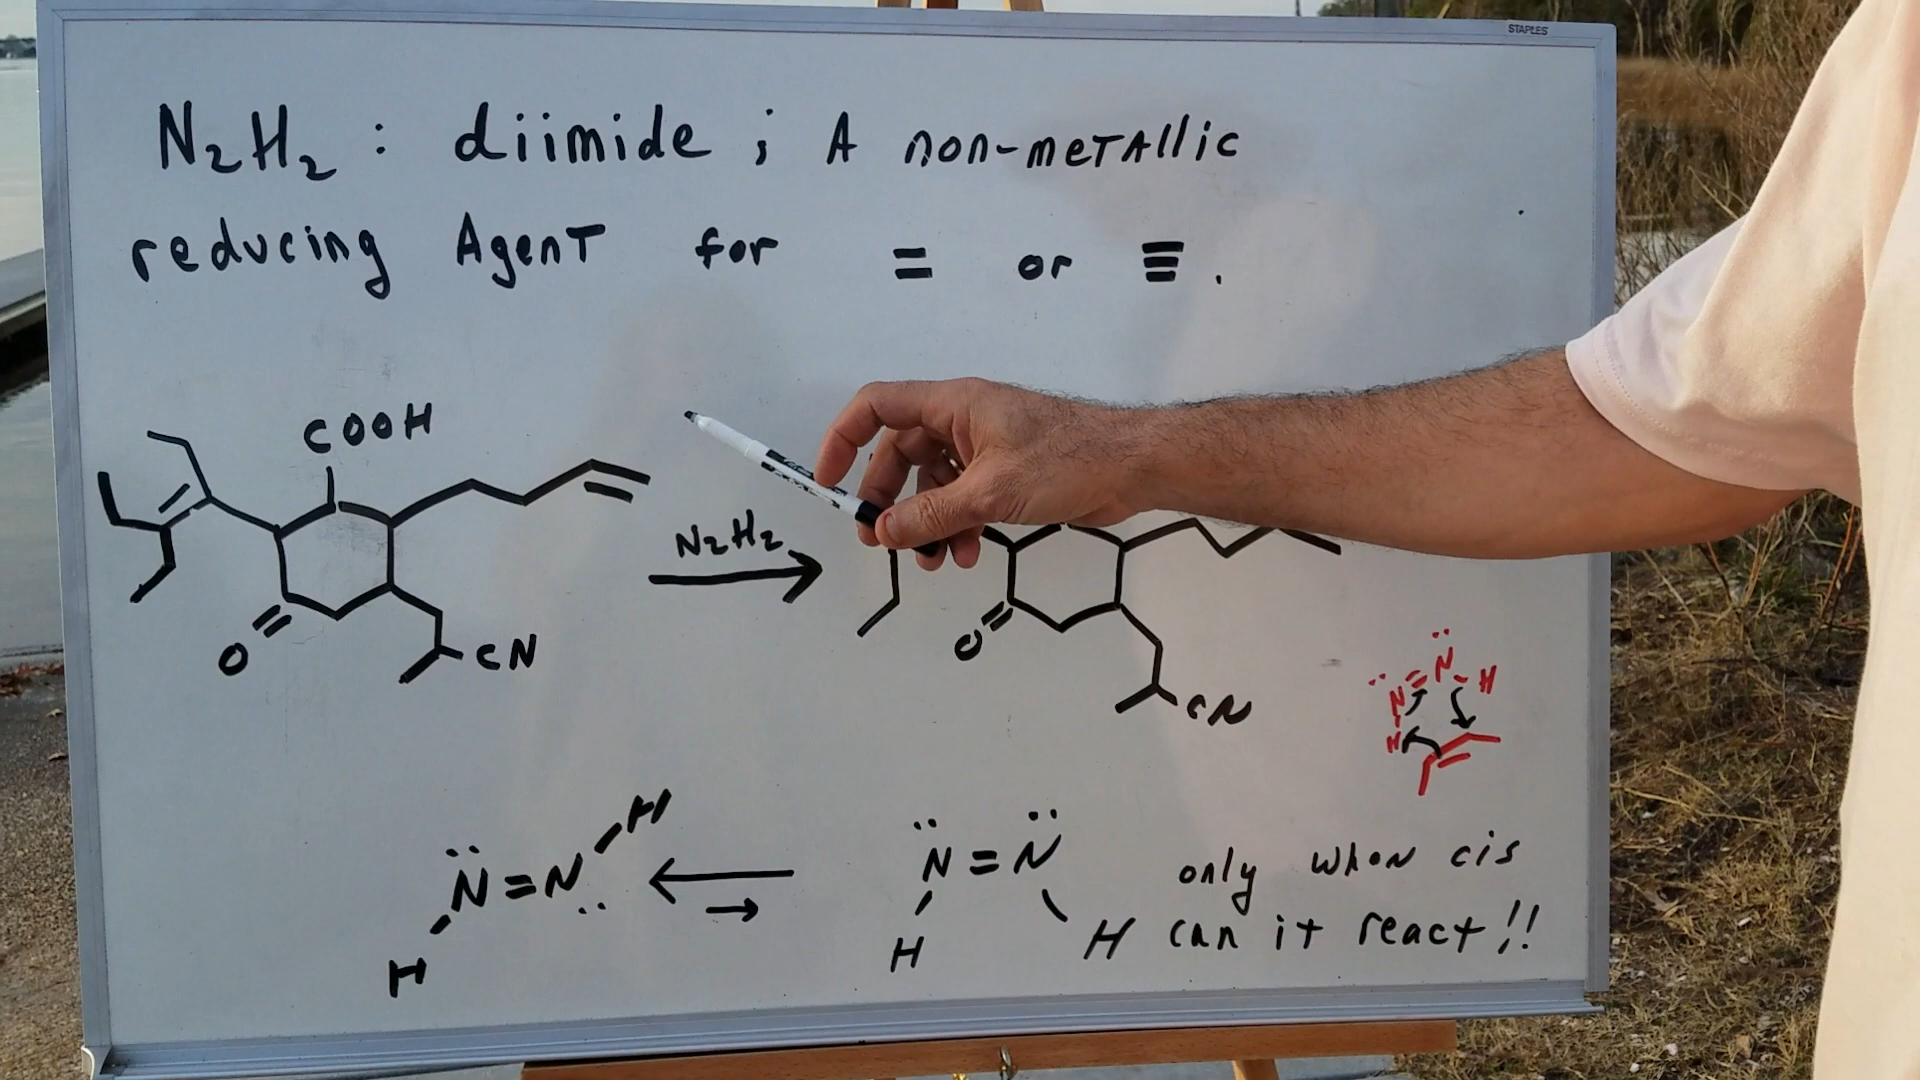 STAPLES
N₂H₂ : diimide ; A non-metAllic
reducing AgenT for = or ≡ .
COOH
N₂H₂
O
CN
O
CN
N=N H
H
N=N
H
H
only when cis
can it react !!
N=N-H
H